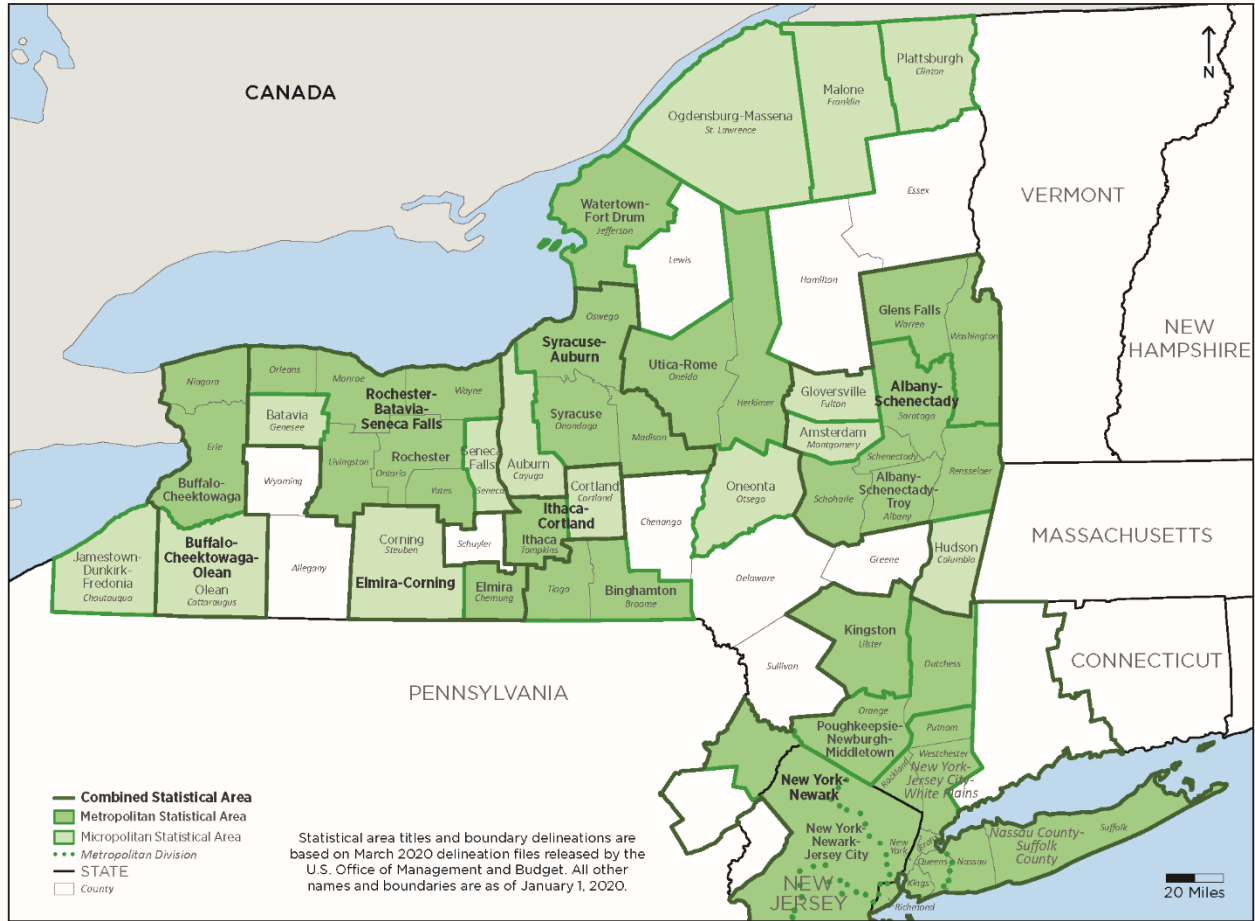 CANADA
N
Plattsburgh
Clinton
Malone
Franklin
Ogdensburg-Massena
St. Lawrence
Essex
VERMONT
Watertown-
Fort Drum
Jefferson
Lewis
Hamilton
NEW
HAMPSHIRE
Glens Falls
Warren
Washington
Oswego
Syracuse-
Auburn
Utica-Rome
Oneida
Herkimer
Gloversville
Fulton
Albany-
Schenectady
Saratoga
Niagara
Orleans
Monroe
Wayne
Rochester-
Batavia-
Seneca Falls
Batavia
Genesee
Syracuse
Onondaga
Madison
Amsterdam
Montgomery
Erie
Livingston
Ontario
Rochester
Yates
Seneca
Falls
Seneca
Auburn
Cayuga
Schenectady
Rensselaer
Buffalo-
Cheektowaga
Wyoming
Cortland
Cortland
Oneonta
Otsego
Schoharie
Albany-
Schenectady-
Troy
Albany
Ithaca-
Cortland
Ithaca
Tompkins
Chenango
MASSACHUSETTS
Jamestown-
Dunkirk-
Fredonia
Chautauqua
Buffalo-
Cheektowaga-
Olean
Olean
Cattaraugus
Allegany
Corning
Steuben
Schuyler
Elmira-Corning
Elmira
Chemung
Tioga
Binghamton
Broome
Delaware
Greene
Hudson
Columbia
Kingston
Ulster
Dutchess
Sullivan
CONNECTICUT
PENNSYLVANIA
Orange
Poughkeepsie-
Newburgh-
Middletown
Putnam
Westchester
Rockland
New York-
Jersey City-
White Plains
New York-
Newark
New York-
Newark-
Jersey City
New
York
Bronx
Queens
Kings
Richmond
Nassau
Nassau County-
Suffolk
County
Suffolk
NEW
JERSEY
Combined Statistical Area
Metropolitan Statistical Area
Micropolitan Statistical Area
Metropolitan Division
STATE
County
Statistical area titles and boundary delineations are
based on March 2020 delineation files released by the
U.S. Office of Management and Budget. All other
names and boundaries are as of January 1, 2020.
20 Miles